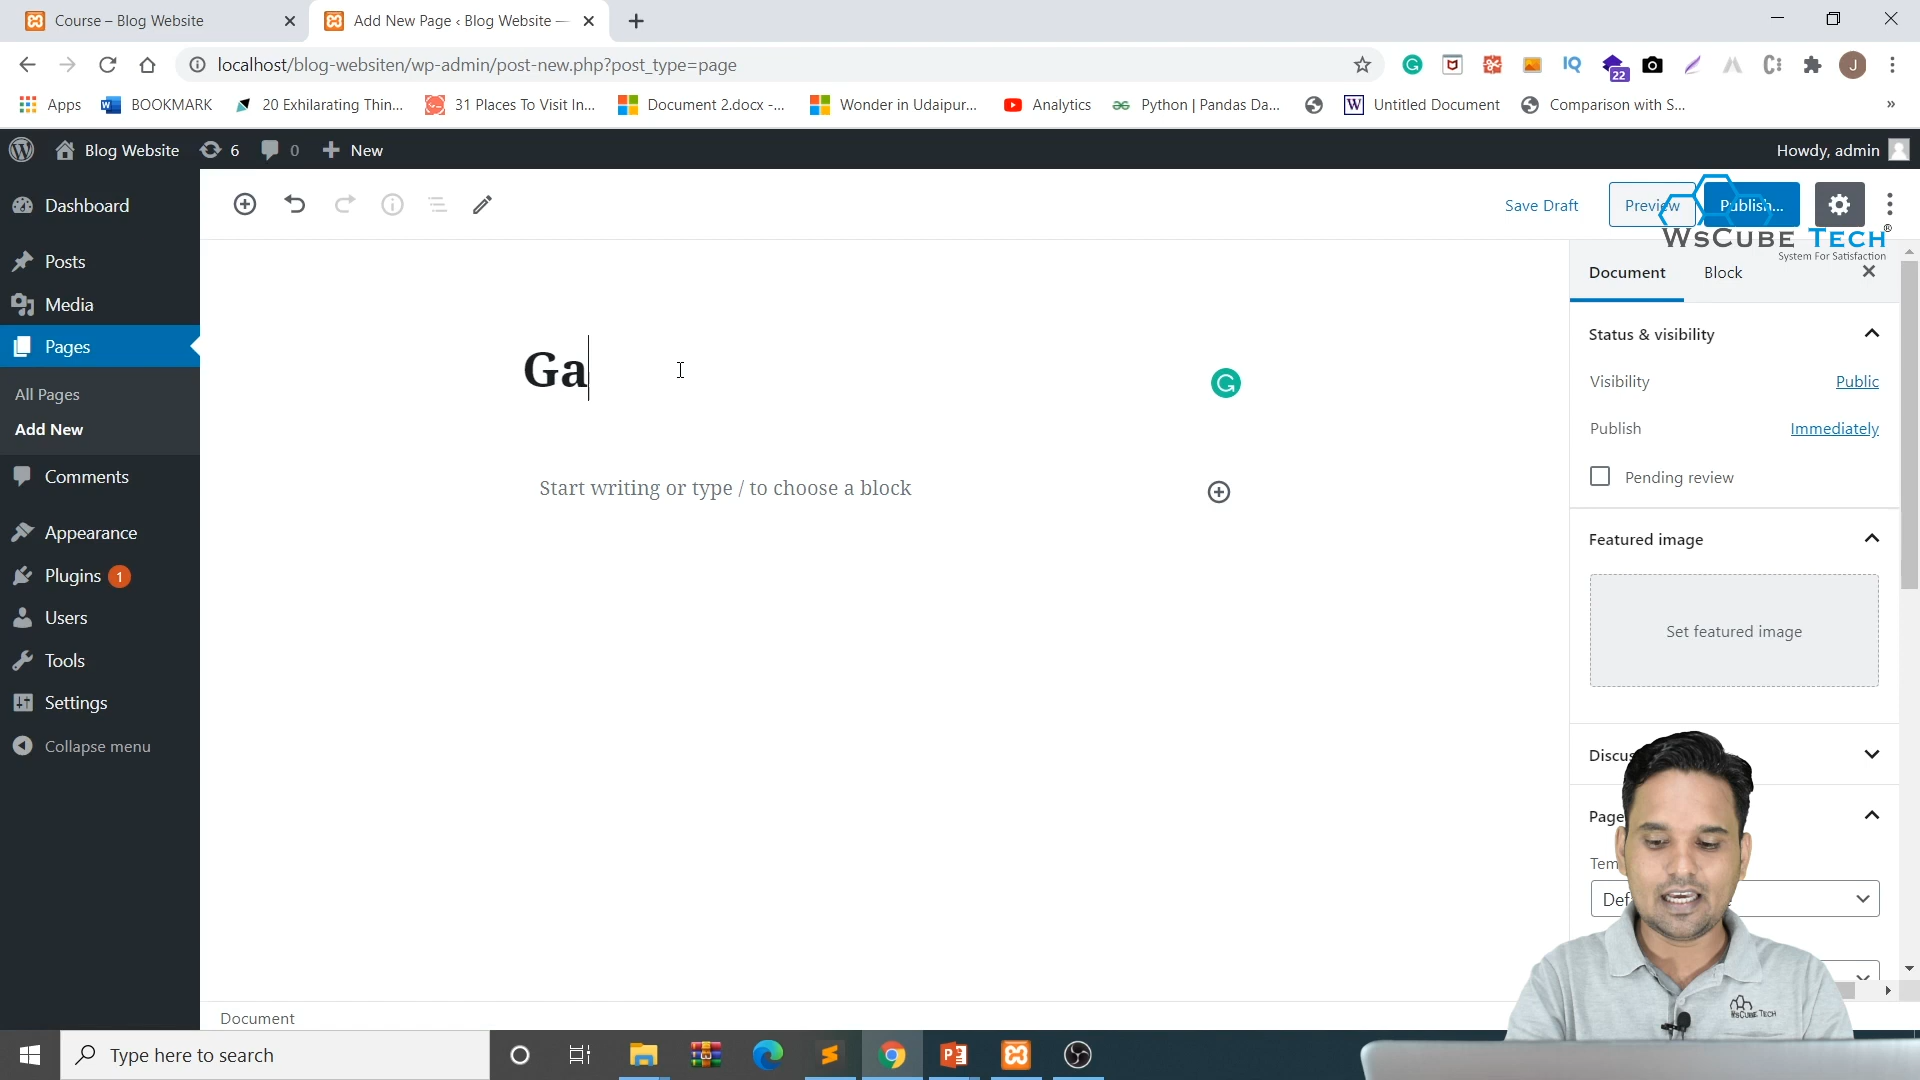 Course – Blog Website
Add New Page ‹ Blog Website —
localhost/blog-websiten/wp-admin/post-new.php?post_type=page
22
J
Apps
BOOKMARK
20 Exhilarating Thin...
31 Places To Visit In...
Document 2.docx -...
Wonder in Udaipur...
Analytics
Python | Pandas Da...
Untitled Document
Comparison with S...
Blog Website
6
0
New
Howdy, admin
Dashboard
Posts
Media
Pages
All Pages
Add New
Comments
Appearance
Plugins 1
Users
Tools
Settings
Collapse menu
Save Draft
Preview
Publish...
WsCube Tech®
System For Satisfaction
Document
Block
Ga
Start writing or type / to choose a block
Status & visibility
Visibility
Public
Publish
Immediately
Pending review
Featured image
Set featured image
Document
Type here to search
WsCube Tech